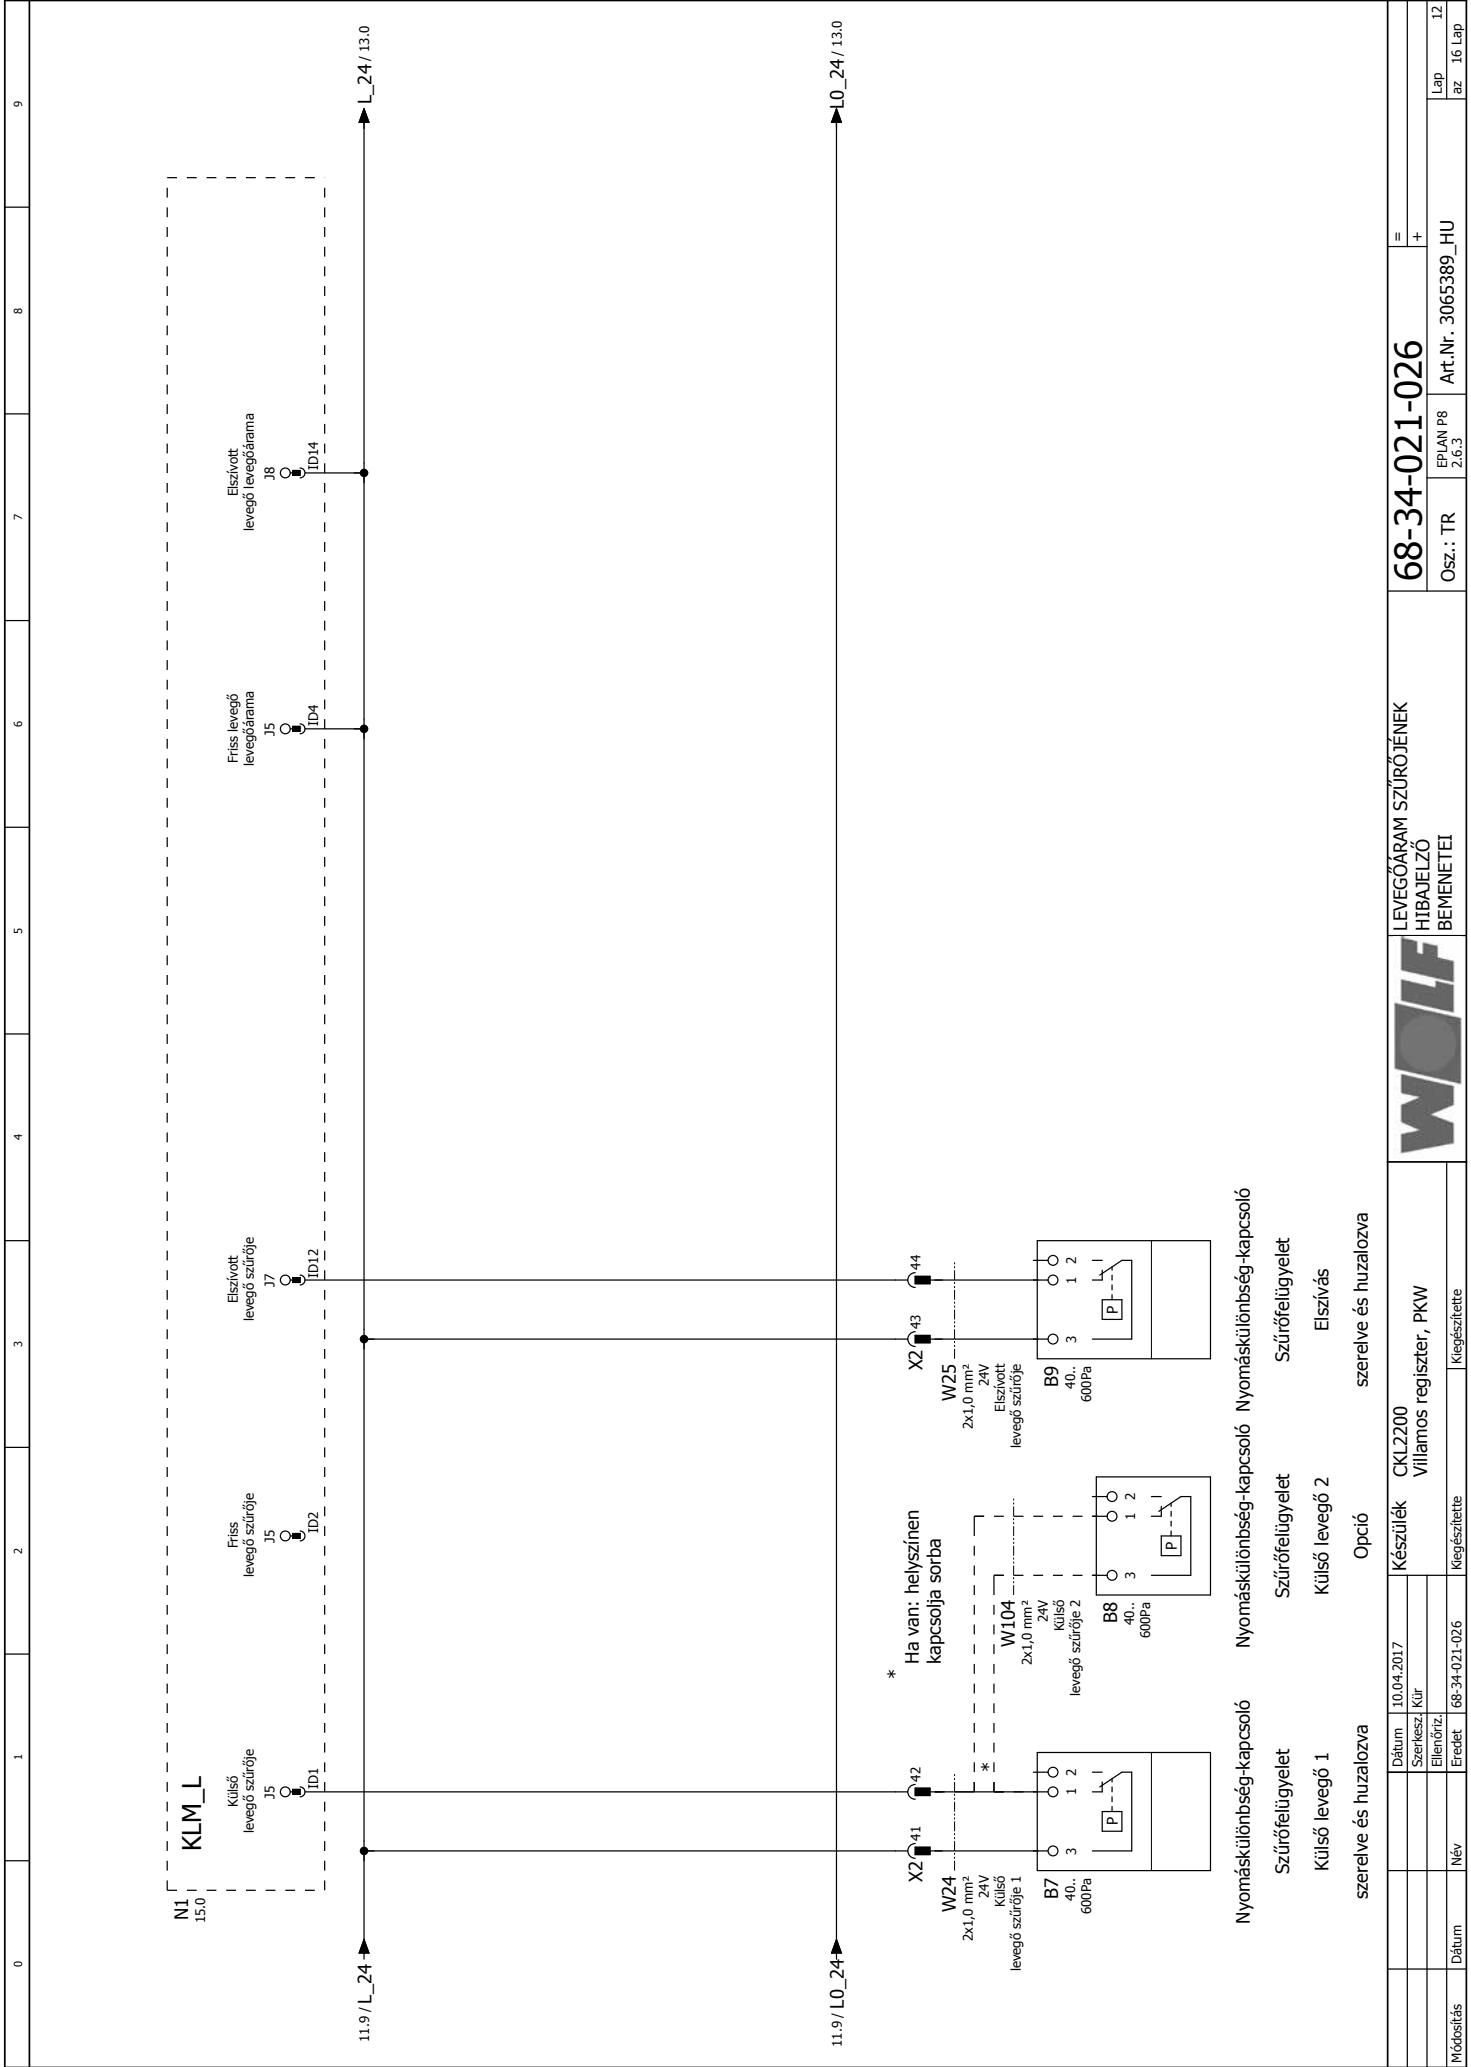 0
1
2
3
4
5
6
7
8
9
N1
15.0
KLM_L
Külső
levegő szűrője
J5
ID1
Friss
levegő szűrője
J5
ID2
Elszívott
levegő szűrője
J7
ID12
Friss levegő
levegőárama
J5
ID4
Elszívott
levegő levegőárama
J8
ID14
11.9 / L_24
L_24 / 13.0
11.9 / L0_24
L0_24 / 13.0
*
Ha van: helyszínen
kapcsolja sorba
X2
41
42
W24
2x1,0 mm²
24V
Külső
levegő szűrője 1
*
W104
2x1,0 mm²
24V
Külső
levegő szűrője 2
X2
43
44
W25
2x1,0 mm²
24V
Elszívott
levegő szűrője
B7
40..
600Pa
3
1
2
P
B8
40..
600Pa
3
1
2
P
B9
40..
600Pa
3
1
2
P
Nyomáskülönbség-kapcsoló
Szűrőfelügyelet
Külső levegő 1
szerelve és huzalozva
Nyomáskülönbség-kapcsoló
Szűrőfelügyelet
Külső levegő 2
Opció
Nyomáskülönbség-kapcsoló
Szűrőfelügyelet
Elszívás
szerelve és huzalozva
Módosítás
Dátum
Név
Dátum
10.04.2017
Szerkesz.
Kür
Ellenőriz.
Eredet
68-34-021-026
Készülék
CKL2200
Villamos regiszter, PKW
Kiegészítette
Kiegészítette
WOLF
LEVEGŐÁRAM SZŰRŐJÉNEK
HIBAJELZŐ
BEMENETEI
68-34-021-026
Osz.: TR
EPLAN P8
2.6.3
=
+
Art.Nr. 3065389_HU
Lap 12
az 16 Lap